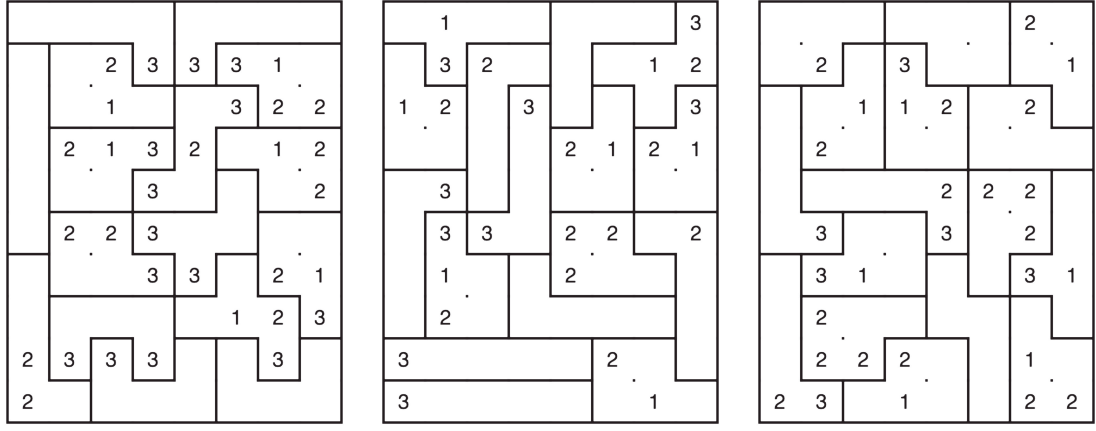 2 3 3 3 1
1 3 2 2
2 1 3 2 1 2
3 2
2 2 3
3 3 2 1
1 2 3
2 3 3 3 3
2
1 3
3 2 1 2
1 2 3 3
2 1 2 1
3
3 3 2 2 2
1 2
2
3 2
3 1
2
2 3 1
1 1 2 2
2
2 2 2
3 3 2
3 1 3 1
2
2 2 2 1
2 3 1 2 2